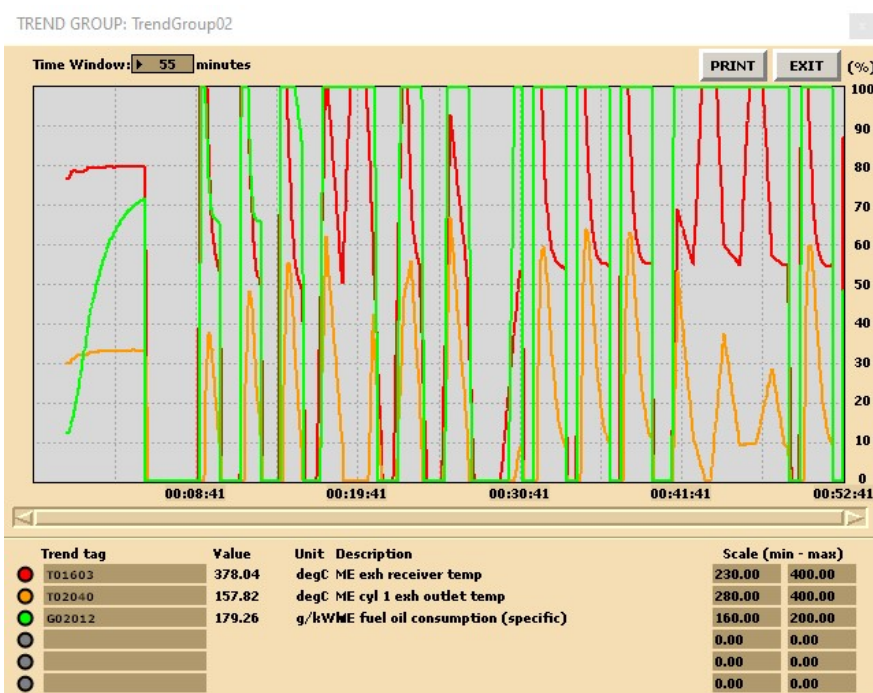 TREND GROUP: TrendGroup02
x
Time Window: 55 minutes
PRINT EXIT (%)
100
90
80
70
60
50
40
30
20
10
0
00:08:41 00:19:41 00:30:41 00:41:41 00:52:41
Trend tag Value Unit Description Scale (min - max)
T01603 378.04 degC ME exh receiver temp 230.00 400.00
T02040 157.82 degC ME cyl 1 exh outlet temp 280.00 400.00
G02012 179.26 g/kWh ME fuel oil consumption (specific) 160.00 200.00
0.00 0.00
0.00 0.00
0.00 0.00